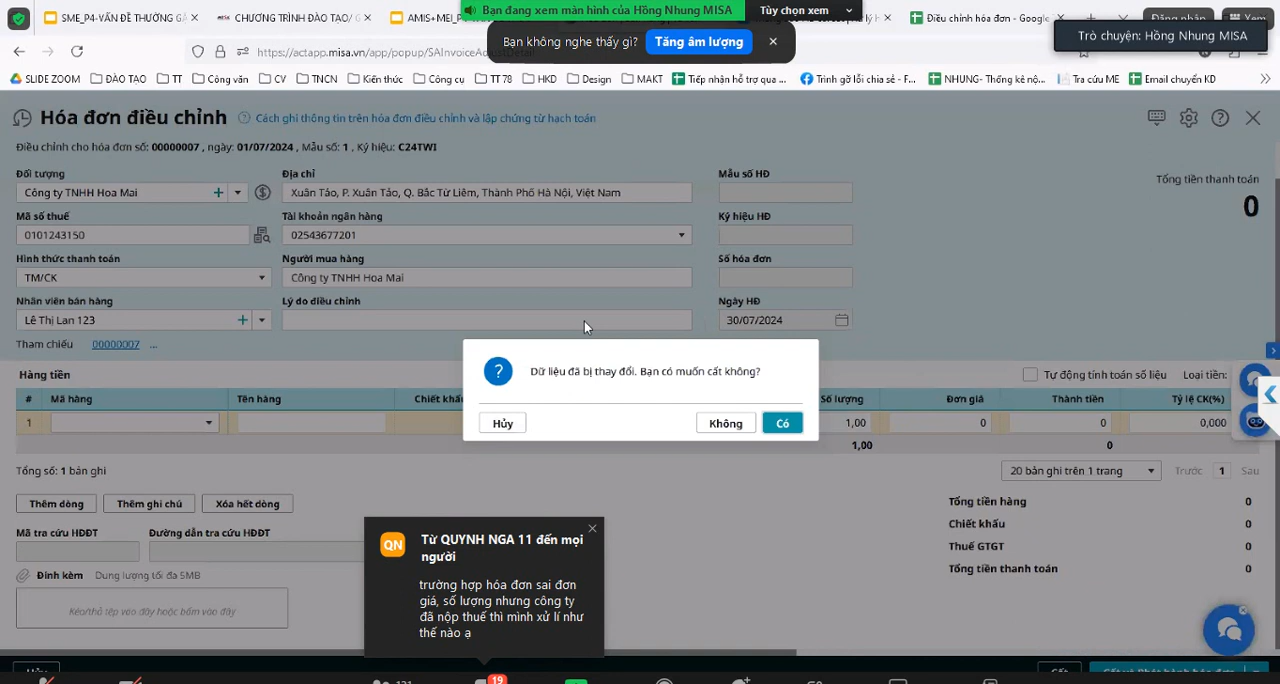 SME_P4-VẤN ĐỀ THƯỜNG GẶ
CHƯƠNG TRÌNH ĐÀO TẠO/
Bạn đang xem màn hình của Hồng Nhung MISA
Tùy chọn xem
Điều chỉnh hóa đơn - Google
Đăng nhập
Xem
Bạn không nghe thấy gì?
Tăng âm lượng
Trò chuyện: Hồng Nhung MISA
https://actapp.misa.vn/app/popup/SAInvoiceAdjus
SLIDE ZOOM
ĐÀO TẠO
TT
Công văn
CV
TNCN
Kiến thức
Công cụ
TT 78
HKD
Design
MAKT
Tiếp nhận hỗ trợ qua ...
Trình gỡ lỗi chia sẻ - F...
NHUNG- Thống kê nộ...
Tra cứu ME
Email chuyển KD
Hóa đơn điều chỉnh
Cách ghi thông tin trên hóa đơn điều chỉnh và lập chứng từ hạch toán
Điều chỉnh cho hóa đơn số: 00000007 , ngày: 01/07/2024 , Mẫu số: 1 , Ký hiệu: C24TWI
Đối tượng
Địa chỉ
Mẫu số HĐ
Tổng tiền thanh toán
Công ty TNHH Hoa Mai
Xuân Tảo, P. Xuân Tảo, Q. Bắc Từ Liêm, Thành Phố Hà Nội, Việt Nam
0
Mã số thuế
Tài khoản ngân hàng
Ký hiệu HĐ
0101243150
02543677201
Hình thức thanh toán
Người mua hàng
Số hóa đơn
TM/CK
Công ty TNHH Hoa Mai
Nhân viên bán hàng
Lý do điều chỉnh
Ngày HĐ
Lê Thị Lan 123
30/07/2024
Tham chiếu 00000007 ...
Dữ liệu đã bị thay đổi. Bạn có muốn cất không?
Hủy
Không
Có
Hàng tiền
Tự động tính toán số liệu
Loại tiền:
# Mã hàng Tên hàng Chiết khấu
Số lượng Đơn giá Thành tiền Tỷ lệ CK(%)
1
1,00 0 0 0,000
1,00 0
Tổng số: 1 bản ghi
20 bản ghi trên 1 trang
Trước 1 Sau
Thêm dòng
Thêm ghi chú
Xóa hết dòng
Tổng tiền hàng 0
Chiết khấu 0
Thuế GTGT 0
Tổng tiền thanh toán 0
Mã tra cứu HĐĐT
Đường dẫn tra cứu HĐĐT
Đính kèm Dung lượng tối đa 5MB
Kéo/thả tệp vào đây hoặc bấm vào đây
QN
Từ QUYNH NGA 11 đến mọi
người
trường hợp hóa đơn sai đơn
giá, số lượng nhưng công ty
đã nộp thuế thì mình xử lí như
thế nào ạ
19